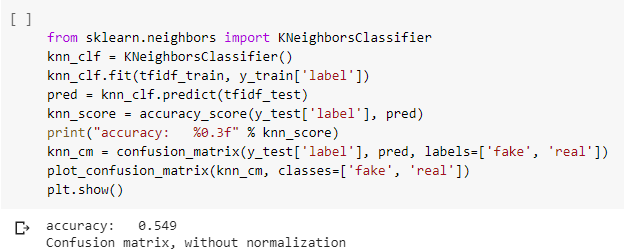 [ ]
from sklearn.neighbors import KNeighborsClassifier
knn_clf = KNeighborsClassifier()
knn_clf.fit(tfidf_train, y_train['label'])
pred = knn_clf.predict(tfidf_test)
knn_score = accuracy_score(y_test['label'], pred)
print("accuracy:   %0.3f" % knn_score)
knn_cm = confusion_matrix(y_test['label'], pred, labels=['fake', 'real'])
plot_confusion_matrix(knn_cm, classes=['fake', 'real'])
plt.show()
accuracy:   0.549
Confusion matrix, without normalization